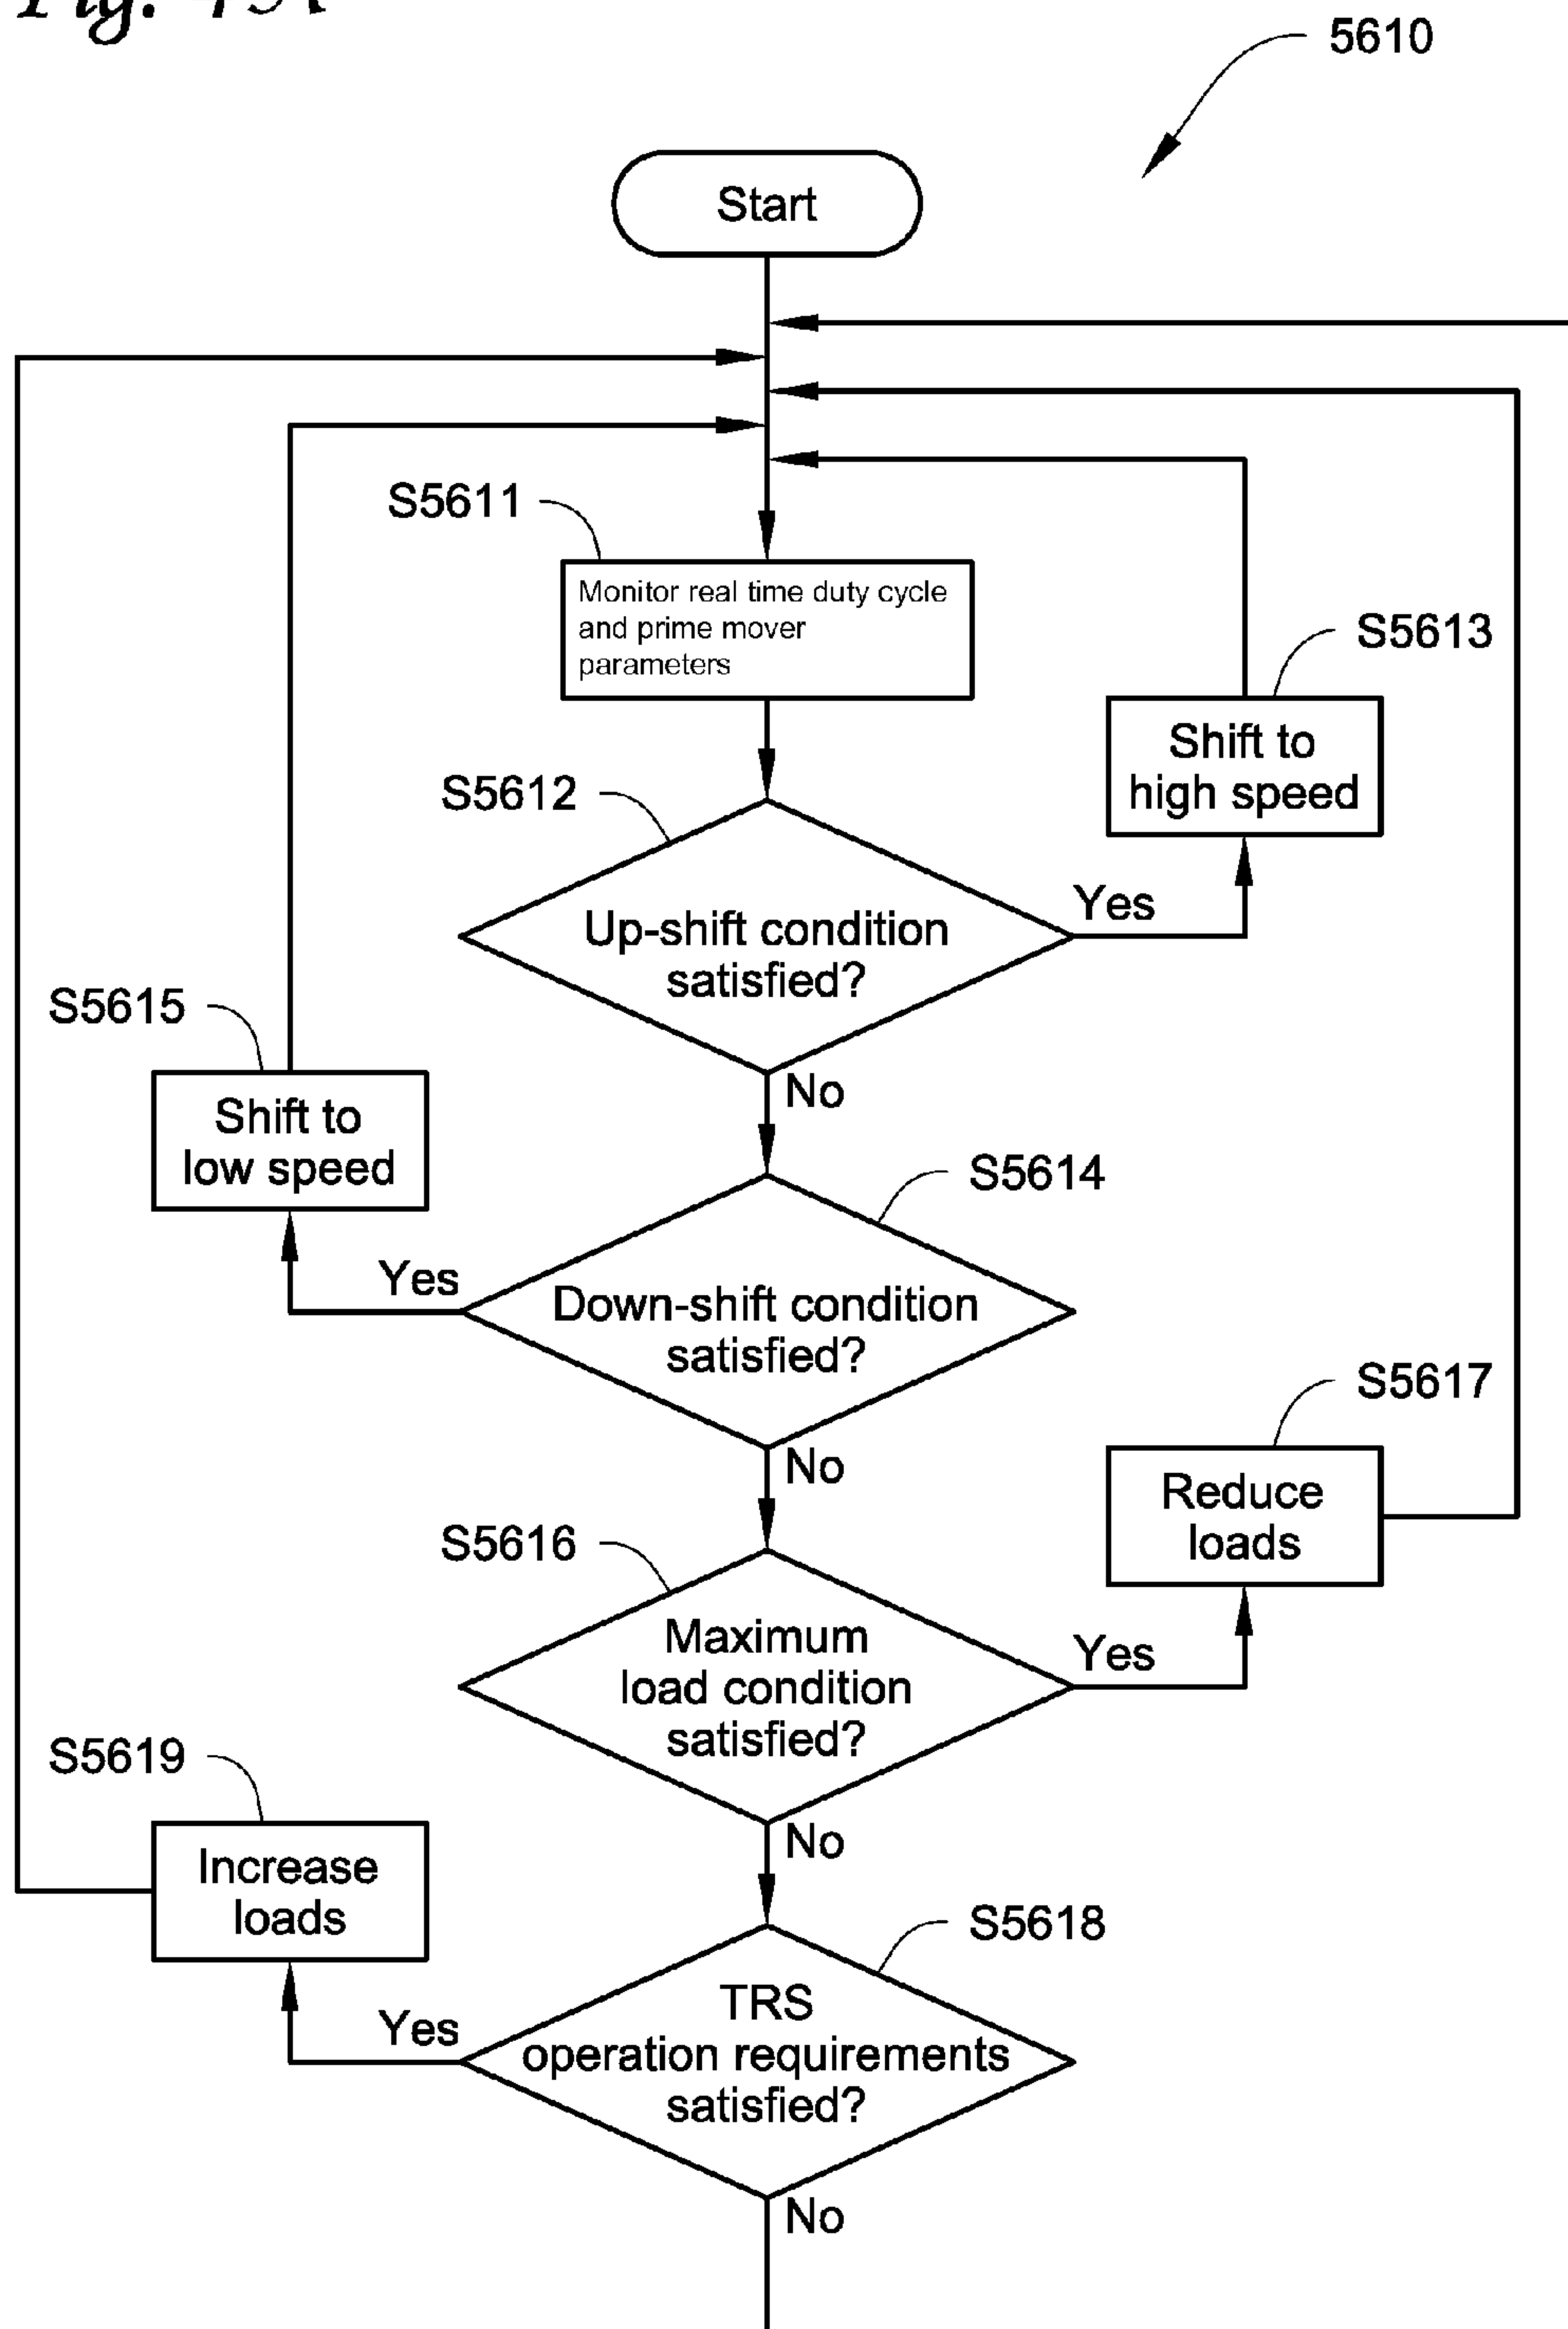 Fig.
5610
Start
S5611
Monitor real time duty cycle
and prime mover
parameters
S5613
Shift to
high speed
S5612
Yes
Up-shift condition
satisfied?
S5615
No
Shift to
low speed
S5614
Yes
Down-shift condition
satisfied?
S5617
No
Reduce
loads
S5616
Maximum
load condition
satisfied?
Yes
S5619
No
Increase
loads
S5618
TRS
operation requirements
satisfied?
Yes
No